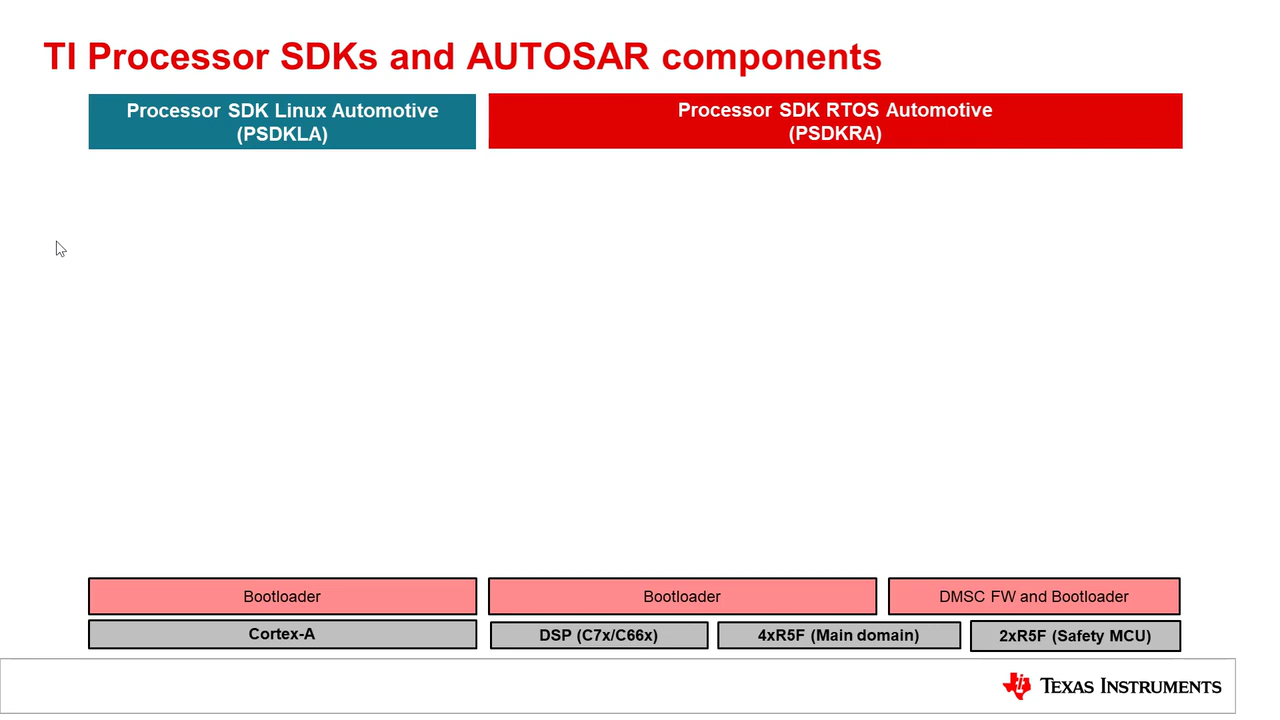 TI Processor SDKs and AUTOSAR components
Processor SDK Linux Automotive
(PSDKLA)
Processor SDK RTOS Automotive
(PSDKRA)
Bootloader
Bootloader
DMSC FW and Bootloader
Cortex-A
DSP (C7x/C66x)
4xR5F (Main domain)
2xR5F (Safety MCU)
TEXAS INSTRUMENTS